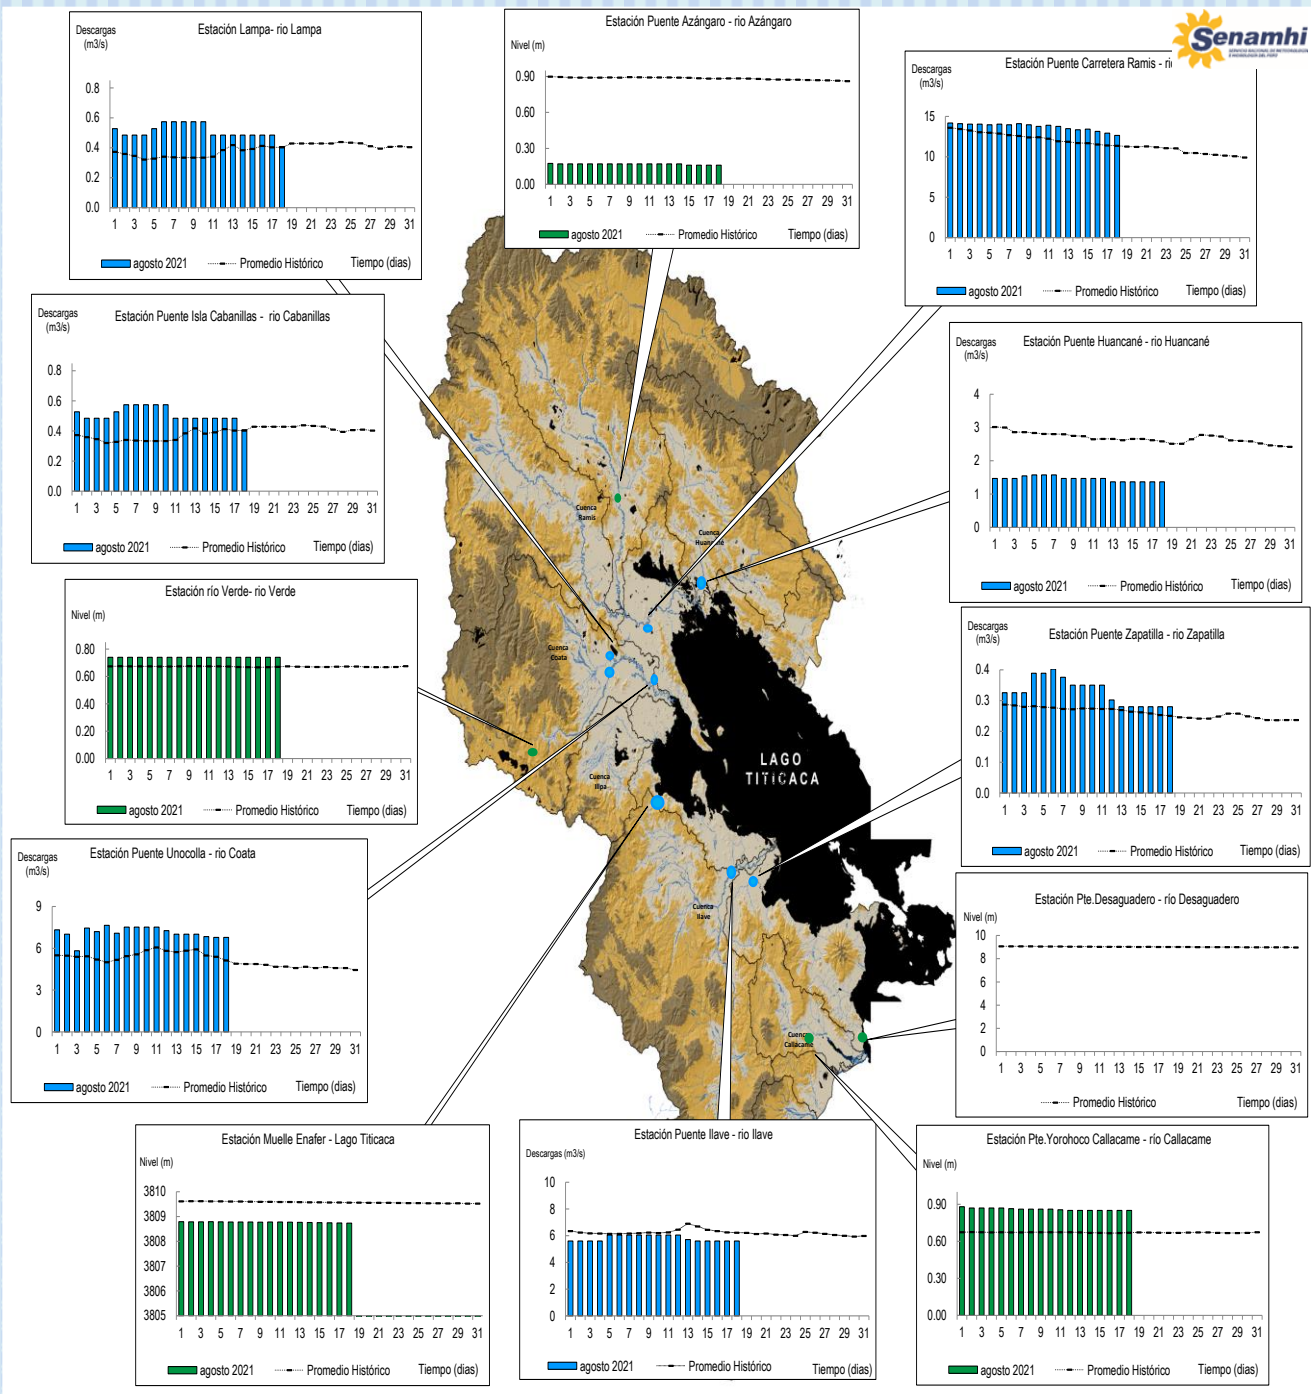 Senamhi
SERVICIO NACIONAL DE METEOROLOGÍA
E HIDROLOGÍA DEL PERÚ
Estación Lampa- rio Lampa
Descargas
(m3/s)
0.8
0.6
0.4
0.2
0.0
1 3 5 7 9 11 13 15 17 19 21 23 25 27 29 31
agosto 2021 Promedio Histórico Tiempo (dias)
Estación Puente Azángaro - rio Azángaro
Nivel (m)
0.90
0.60
0.30
0.00
1 3 5 7 9 11 13 15 17 19 21 23 25 27 29 31
agosto 2021 Promedio Histórico Tiempo (dias)
Estación Puente Carretera Ramis - rio
Descargas
(m3/s)
15
10
5
0
1 3 5 7 9 11 13 15 17 19 21 23 25 27 29 31
agosto 2021 Promedio Histórico Tiempo (dias)
Estación Puente Isla Cabanillas - rio Cabanillas
Descargas
(m3/s)
0.8
0.6
0.4
0.2
0.0
1 3 5 7 9 11 13 15 17 19 21 23 25 27 29 31
agosto 2021 Promedio Histórico Tiempo (dias)
Estación Puente Huancané - rio Huancané
Descargas
(m3/s)
4
3
2
1
0
1 3 5 7 9 11 13 15 17 19 21 23 25 27 29 31
agosto 2021 Promedio Histórico Tiempo (dias)
Estación río Verde- rio Verde
Nivel (m)
0.80
0.60
0.40
0.20
0.00
1 3 5 7 9 11 13 15 17 19 21 23 25 27 29 31
agosto 2021 Promedio Histórico Tiempo (dias)
Estación Puente Zapatilla - rio Zapatilla
Descargas
(m3/s)
0.4
0.3
0.2
0.1
0.0
1 3 5 7 9 11 13 15 17 19 21 23 25 27 29 31
agosto 2021 Promedio Histórico Tiempo (dias)
Estación Puente Unocolla - rio Coata
Descargas
(m3/s)
9
6
3
0
1 3 5 7 9 11 13 15 17 19 21 23 25 27 29 31
agosto 2021 Promedio Histórico Tiempo (dias)
Estación Pte.Desaguadero - río Desaguadero
Nivel (m)
10
8
6
4
2
0
1 3 5 7 9 11 13 15 17 19 21 23 25 27 29 31
Promedio Histórico Tiempo (dias)
Estación Muelle Enafer - Lago Titicaca
Nivel (m)
3810
3809
3808
3807
3806
3805
1 3 5 7 9 11 13 15 17 19 21 23 25 27 29 31
agosto 2021 Promedio Histórico Tiempo (dias)
Estación Puente Ilave - rio Ilave
Descargas (m3/s)
10
8
6
4
2
0
1 3 5 7 9 11 13 15 17 19 21 23 25 27 29 31
agosto 2021 Promedio Histórico Tiempo (dias)
Estación Pte.Yorohoco Callacame - río Callacame
Nivel (m)
0.90
0.60
0.30
0.00
1 3 5 7 9 11 13 15 17 19 21 23 25 27 29 31
agosto 2021 Promedio Histórico Tiempo (dias)
Cuenca
Ramis
Cuenca
Huancané
Cuenca
Coata
LAGO
TITICACA
Cuenca
Illpa
Cuenca
Ilave
Cuenca
Callacame